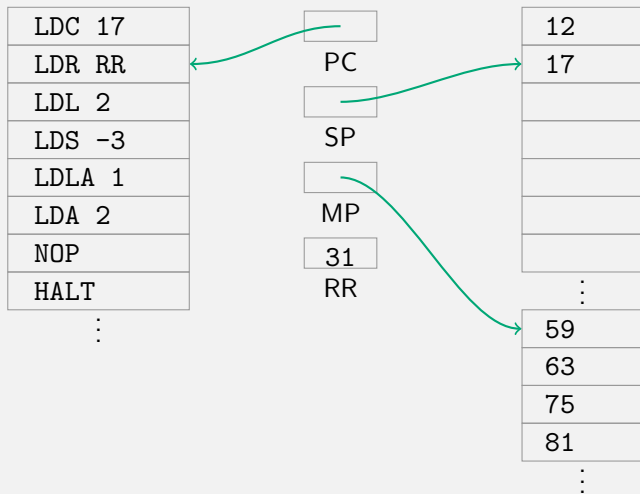 LDC 17
LDR RR
LDL 2
LDS -3
LDLA 1
LDA 2
NOP
HALT
⋮
PC
SP
MP
31
RR
12
17
⋮
59
63
75
81
⋮